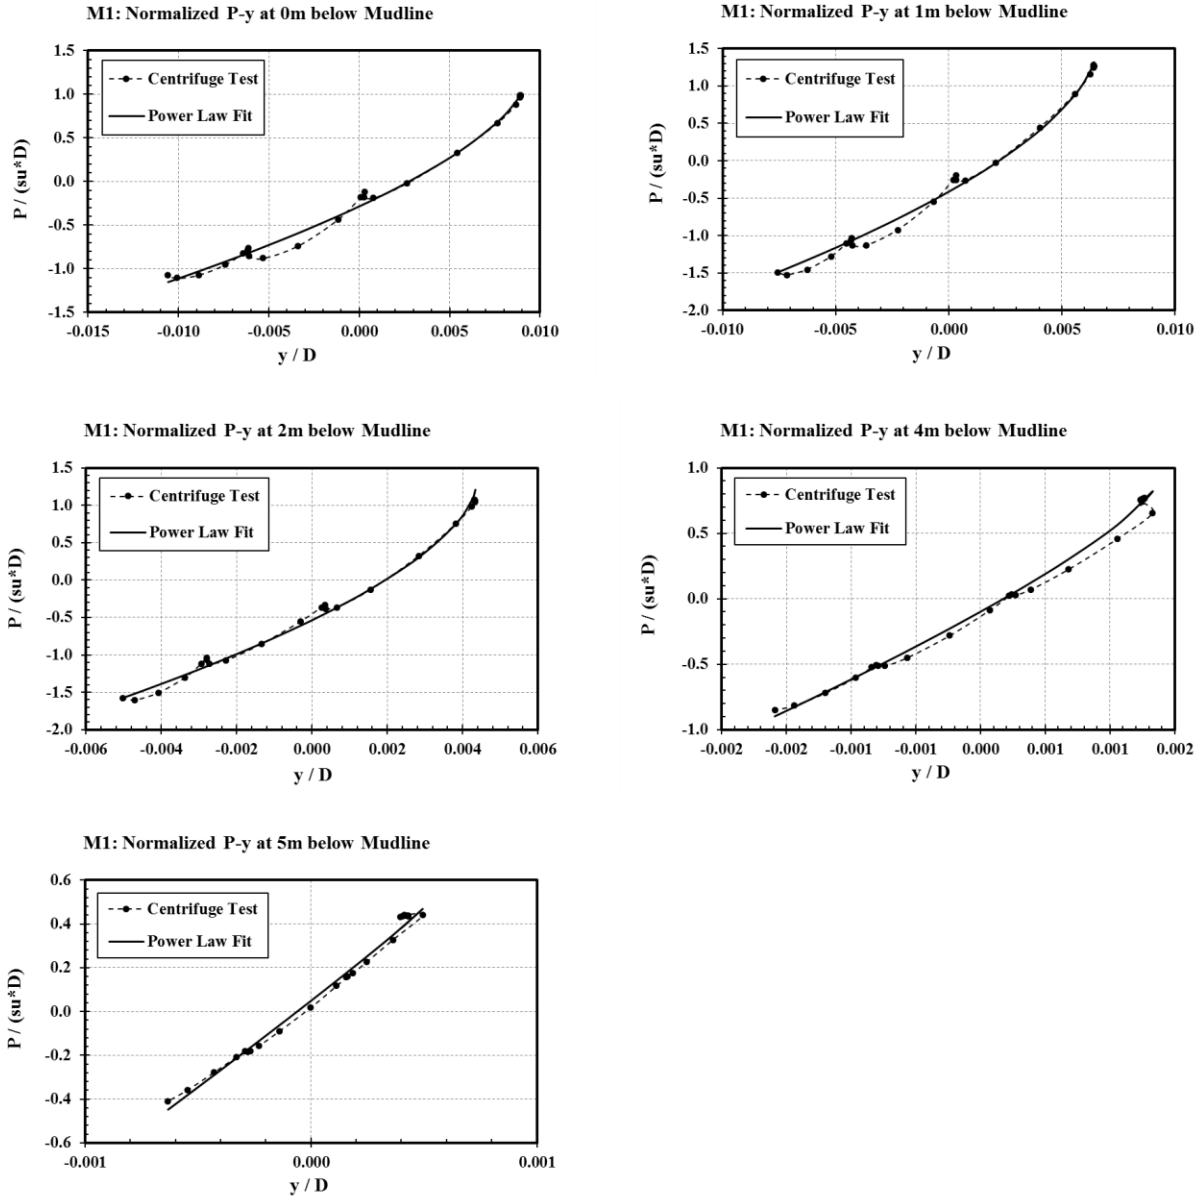 M1: Normalized P-y at 0m below Mudline
1.5
1.0
0.5
0.0
-0.5
-1.0
-1.5
P / (su*D)
Centrifuge Test
Power Law Fit
-0.015 -0.010 -0.005 0.000 0.005 0.010
y / D
M1: Normalized P-y at 1m below Mudline
1.5
1.0
0.5
0.0
-0.5
-1.0
-1.5
-2.0
P / (su*D)
Centrifuge Test
Power Law Fit
-0.010 -0.005 0.000 0.005 0.010
y / D
M1: Normalized P-y at 2m below Mudline
1.5
1.0
0.5
0.0
-0.5
-1.0
-1.5
-2.0
P / (su*D)
Centrifuge Test
Power Law Fit
-0.006 -0.004 -0.002 0.000 0.002 0.004 0.006
y / D
M1: Normalized P-y at 4m below Mudline
1.0
0.5
0.0
-0.5
-1.0
P / (su*D)
Centrifuge Test
Power Law Fit
-0.002 -0.002 -0.001 -0.001 0.000 0.001 0.001 0.002
y / D
M1: Normalized P-y at 5m below Mudline
0.6
0.4
0.2
0.0
-0.2
-0.4
-0.6
P / (su*D)
Centrifuge Test
Power Law Fit
-0.001 0.000 0.001
y / D